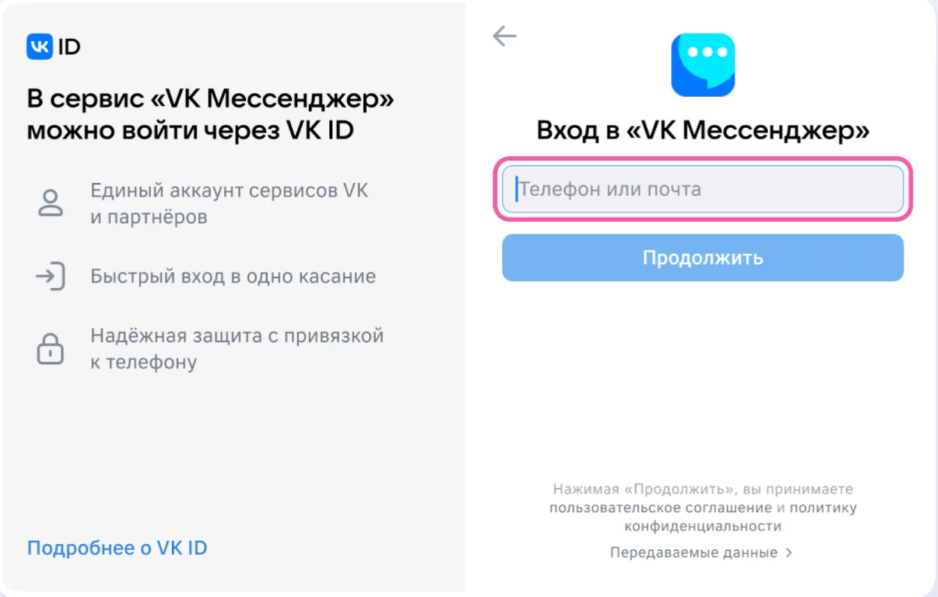 VK ID
В сервис «VK Мессенджер»
можно войти через VK ID
Единый аккаунт сервисов VK
и партнёров
Быстрый вход в одно касание
Надёжная защита с привязкой
к телефону
Подробнее о VK ID
Вход в «VK Мессенджер»
Телефон или почта
Продолжить
Нажимая «Продолжить», вы принимаете
пользовательское соглашение и политику
конфиденциальности
Передаваемые данные >